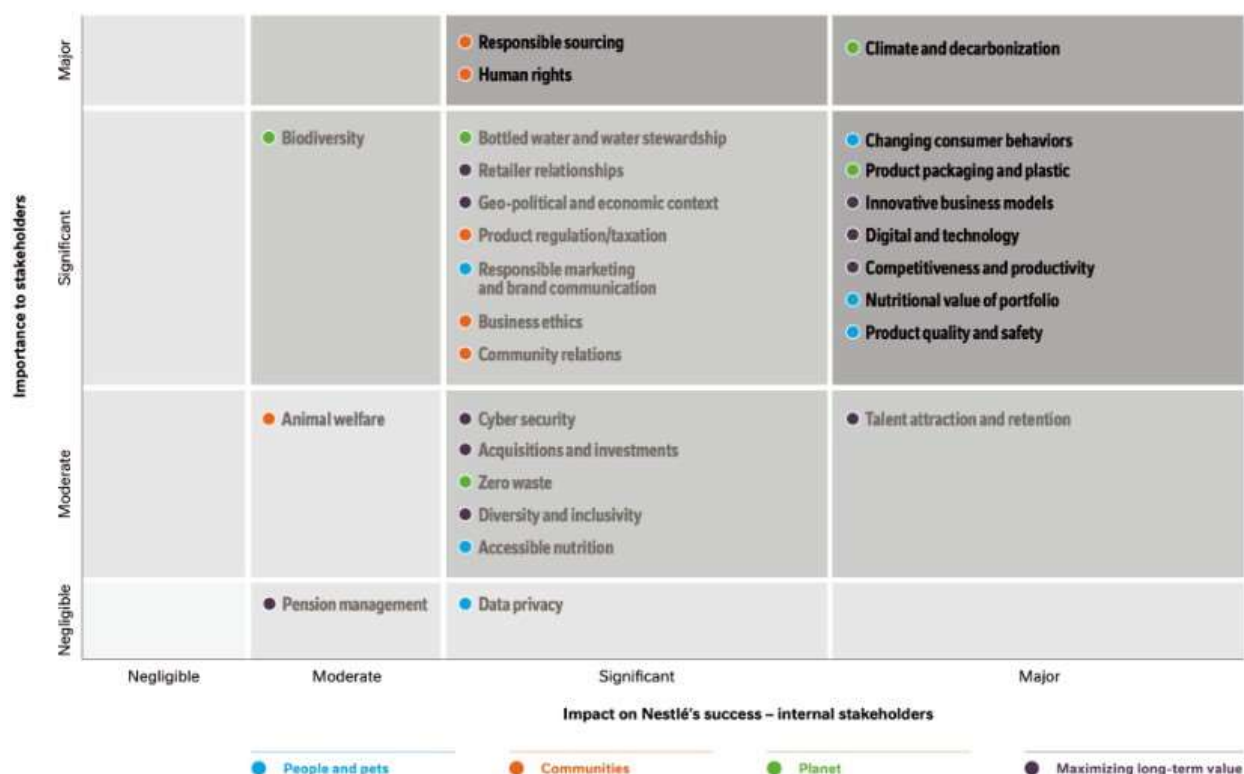 Importance to stakeholders
Major
Responsible sourcing
Human rights
Climate and decarbonization
Significant
Biodiversity
Bottled water and water stewardship
Retailer relationships
Geo-political and economic context
Product regulation/taxation
Responsible marketing
and brand communication
Business ethics
Community relations
Changing consumer behaviors
Product packaging and plastic
Innovative business models
Digital and technology
Competitiveness and productivity
Nutritional value of portfolio
Product quality and safety
Moderate
Animal welfare
Cyber security
Acquisitions and investments
Zero waste
Diversity and inclusivity
Accessible nutrition
Talent attraction and retention
Negligible
Pension management
Data privacy
Negligible
Moderate
Significant
Major
Impact on Nestlé's success – internal stakeholders
People and pets
Communities
Planet
Maximizing long-term value